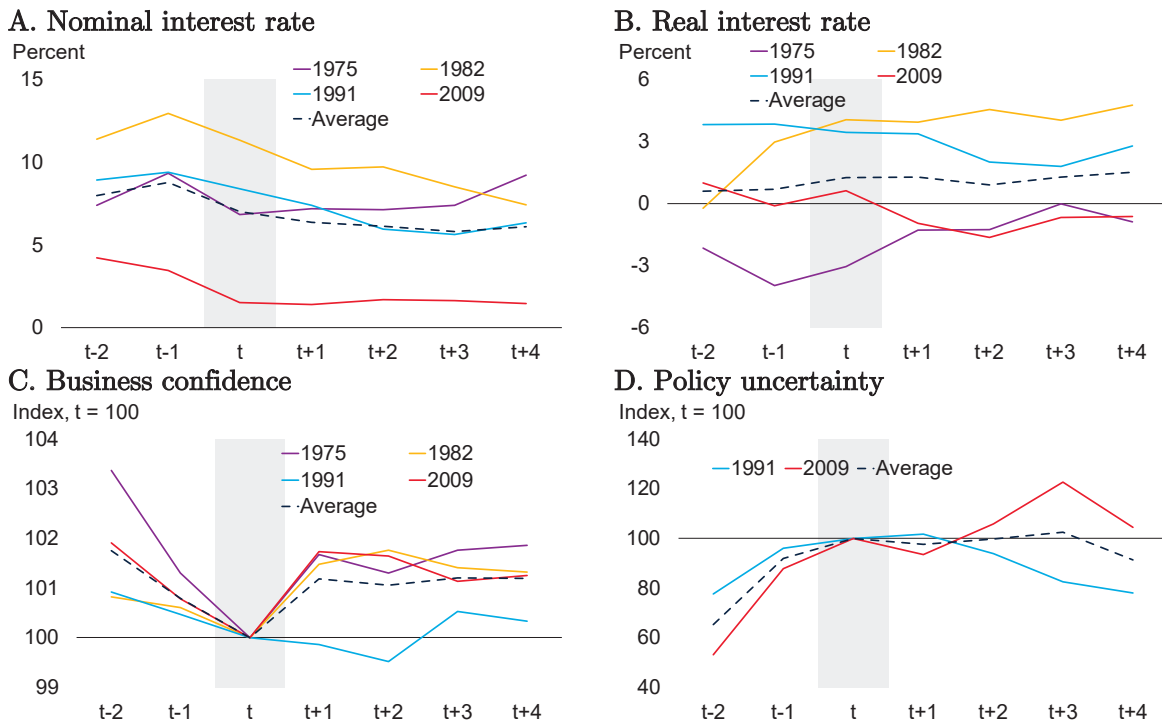 A. Nominal interest rate
Percent
1975
1982
1991
2009
Average
15
10
5
0
t-2 t-1 t t+1 t+2 t+3 t+4
B. Real interest rate
Percent
1975
1982
1991
2009
Average
6
3
0
-3
-6
t-2 t-1 t t+1 t+2 t+3 t+4
C. Business confidence
Index, t = 100
104
103
102
101
100
99
1975
1982
1991
2009
Average
t-2 t-1 t t+1 t+2 t+3 t+4
D. Policy uncertainty
Index, t = 100
140
120
100
80
60
40
1991 2009 Average
t-2 t-1 t t+1 t+2 t+3 t+4